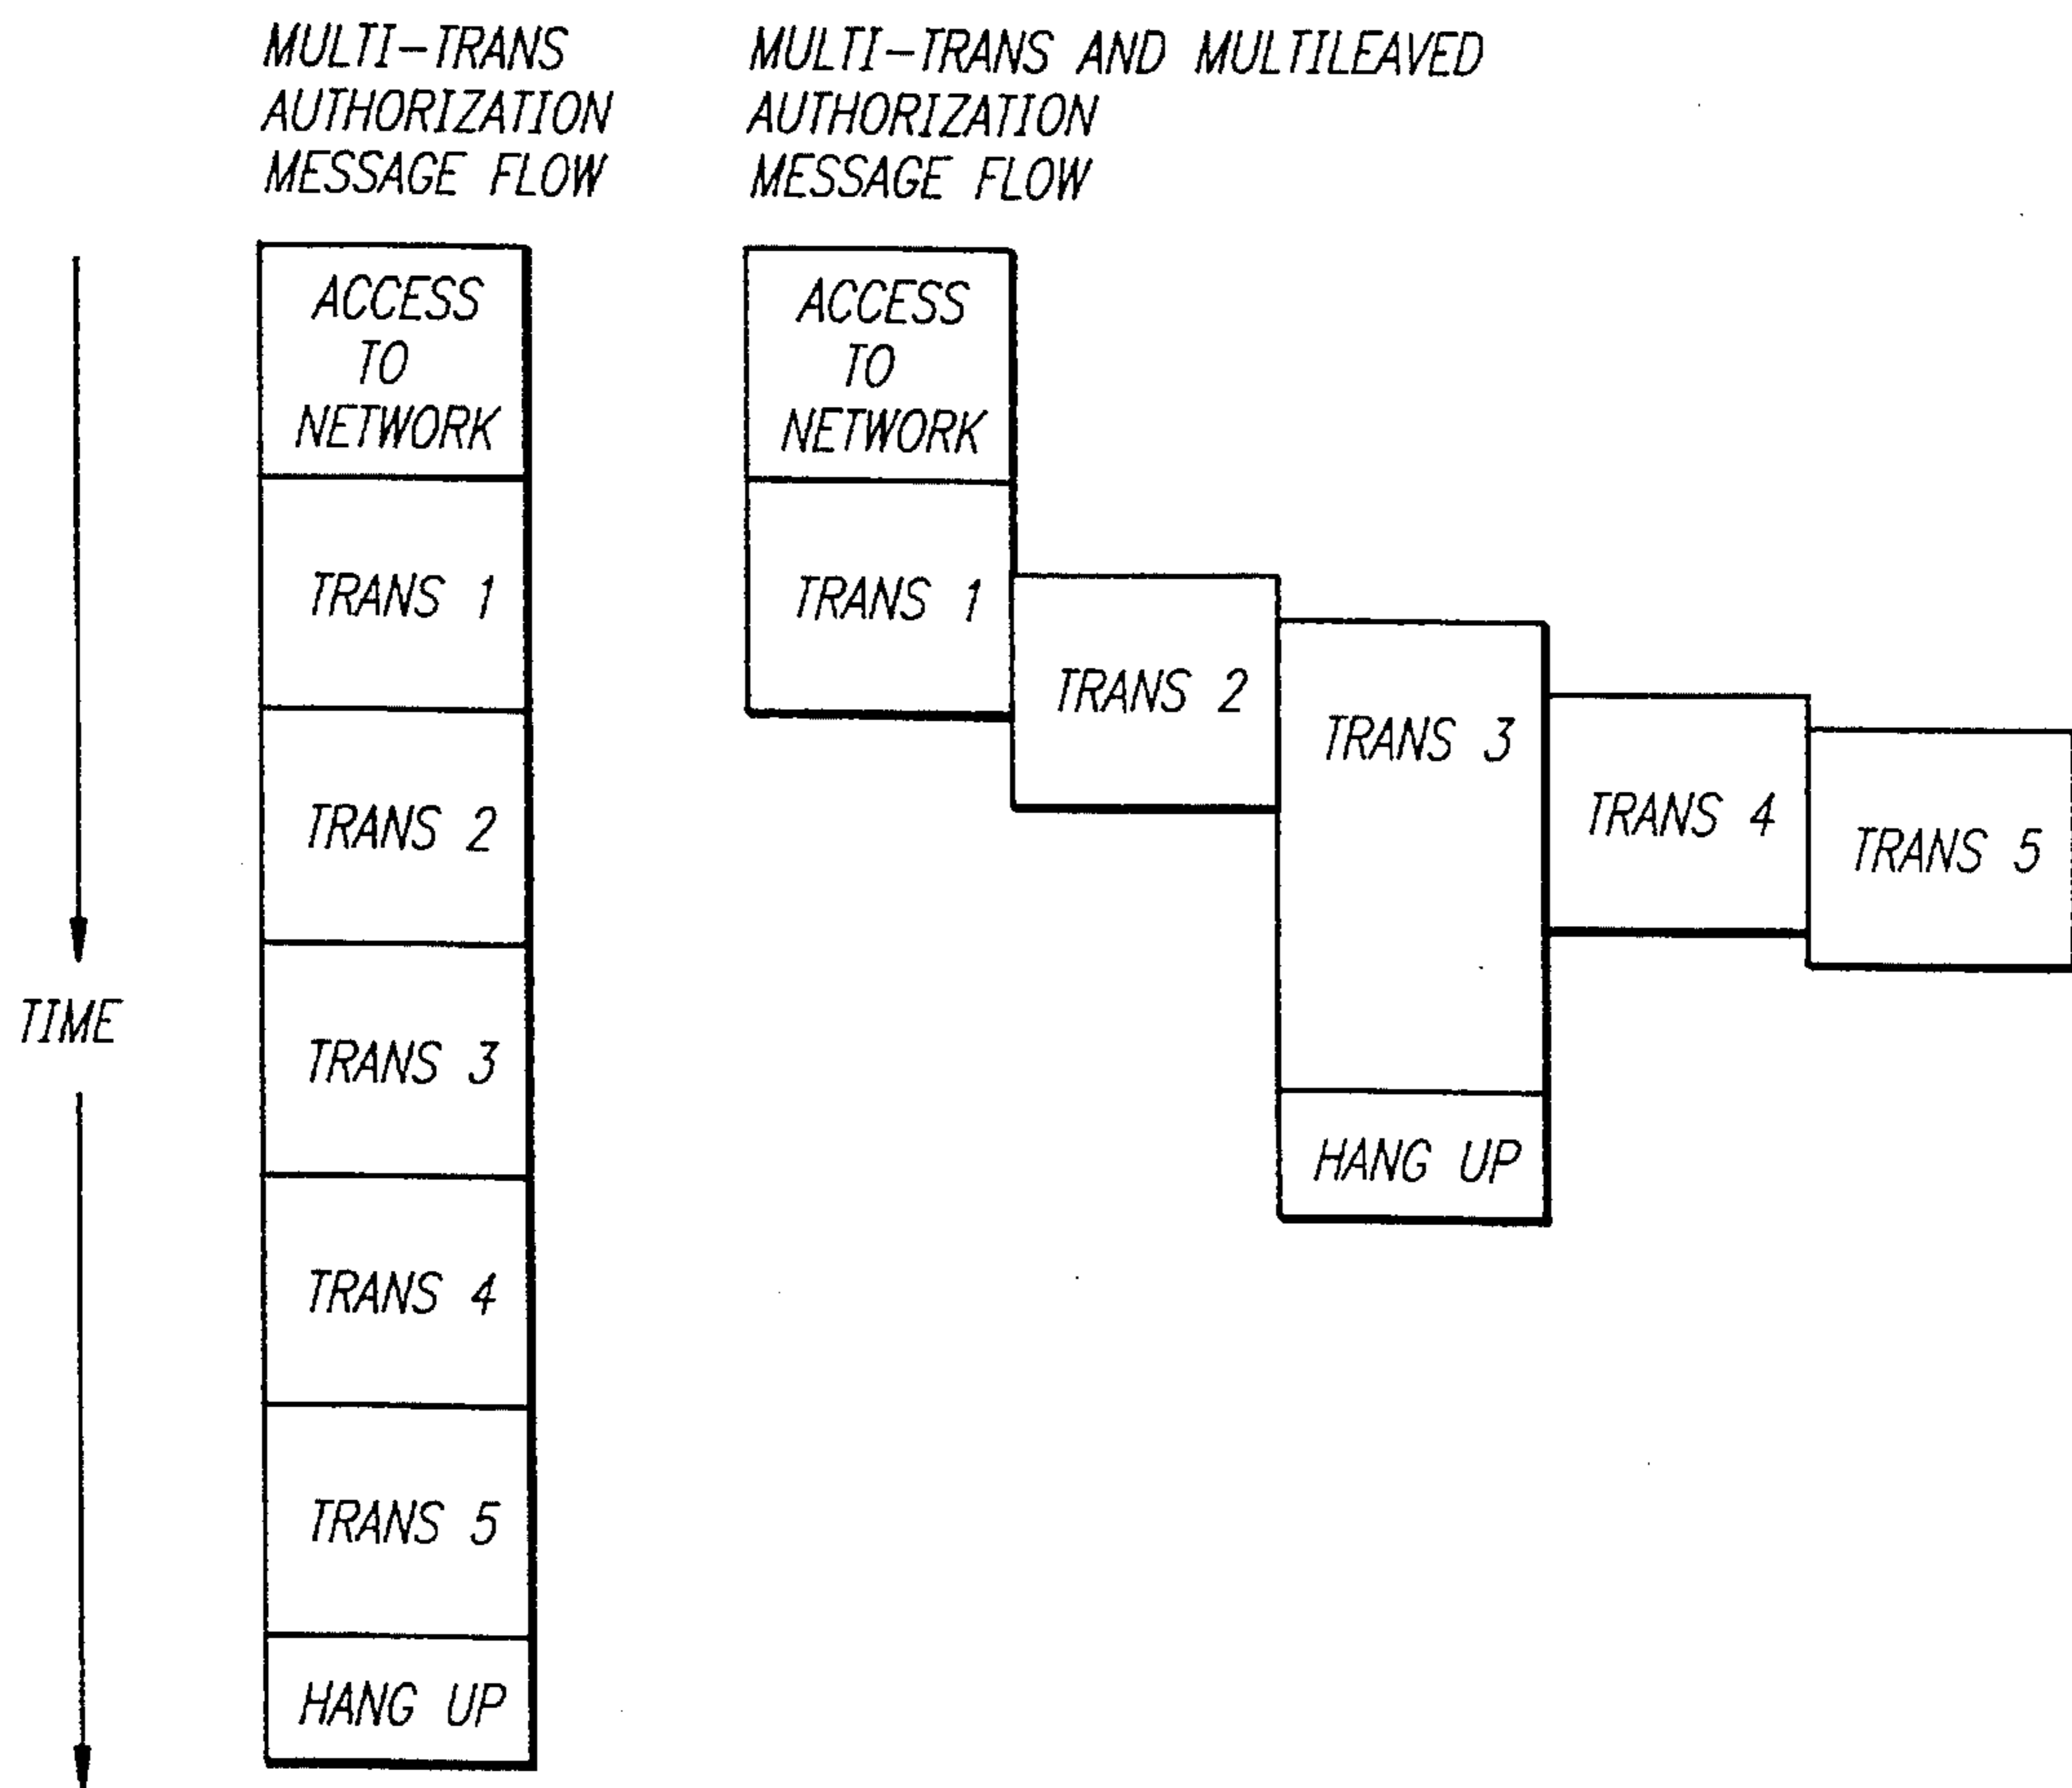 MULTI-TRANS
AUTHORIZATION
MESSAGE FLOW
MULTI-TRANS AND MULTILEAVED
AUTHORIZATION
MESSAGE FLOW
TIME
ACCESS
TO
NETWORK
TRANS 1
TRANS 2
TRANS 3
TRANS 4
TRANS 5
HANG UP
ACCESS
TO
NETWORK
TRANS 1
TRANS 2
TRANS 3
TRANS 4
TRANS 5
HANG UP